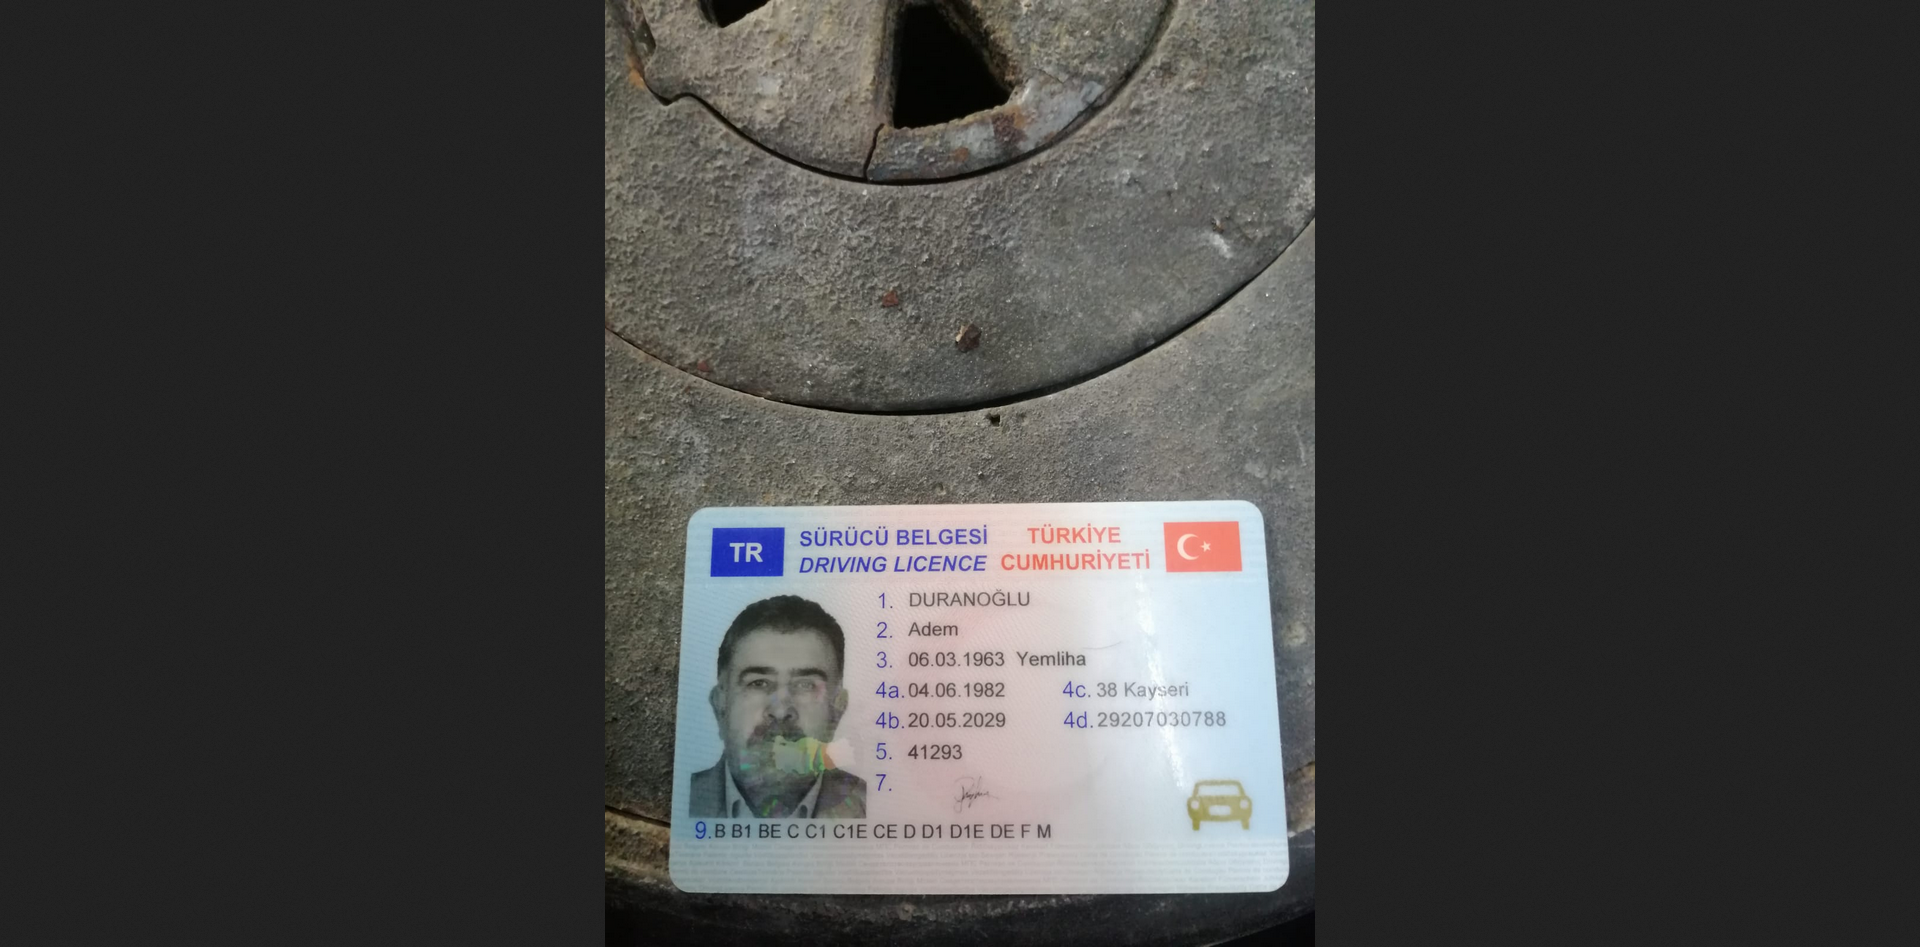 TR
SÜRÜCÜ BELGESİ TÜRKİYE
DRIVING LICENCE CUMHURİYETİ
1. DURANOĞLU
2. Adem
3. 06.03.1963 Yemliha
4a. 04.06.1982 4c. 38 Kayseri
4b. 20.05.2029 4d. 29207030788
5. 41293
7.
9. B B1 BE C C1 C1E CE D D1 D1E DE F M